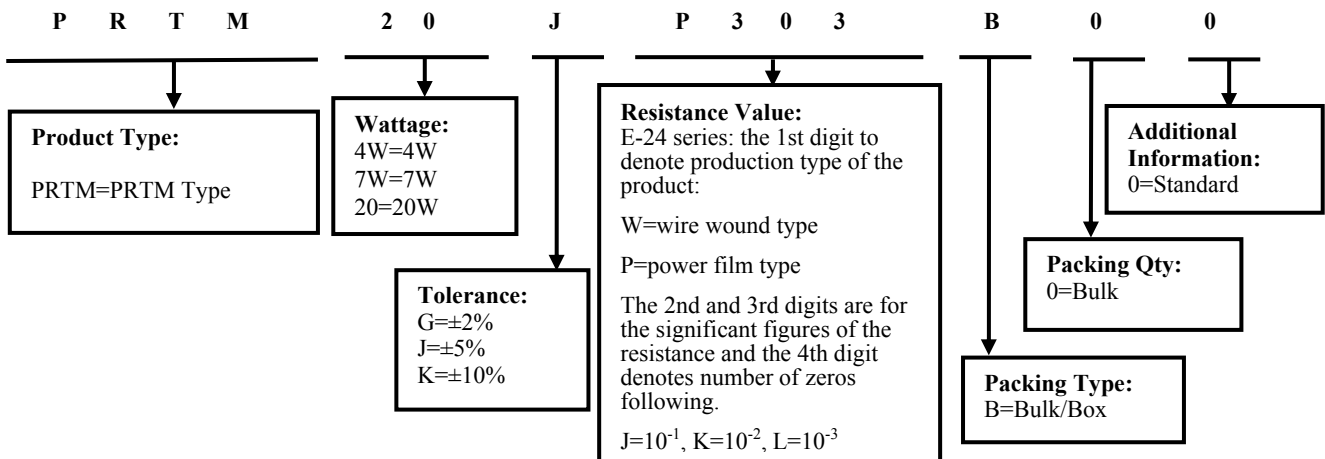 P R T M 2 0 J P 3 0 3 B 0 0
Product Type:
PRTM=PRTM Type
Wattage:
4W=4W
7W=7W
20=20W
Tolerance:
G=±2%
J=±5%
K=±10%
Resistance Value:
E-24 series: the 1st digit to
denote production type of the
product:
W=wire wound type
P=power film type
The 2nd and 3rd digits are for
the significant figures of the
resistance and the 4th digit
denotes number of zeros
following.
J=10⁻¹, K=10⁻², L=10⁻³
Additional
Information:
0=Standard
Packing Qty:
0=Bulk
Packing Type:
B=Bulk/Box